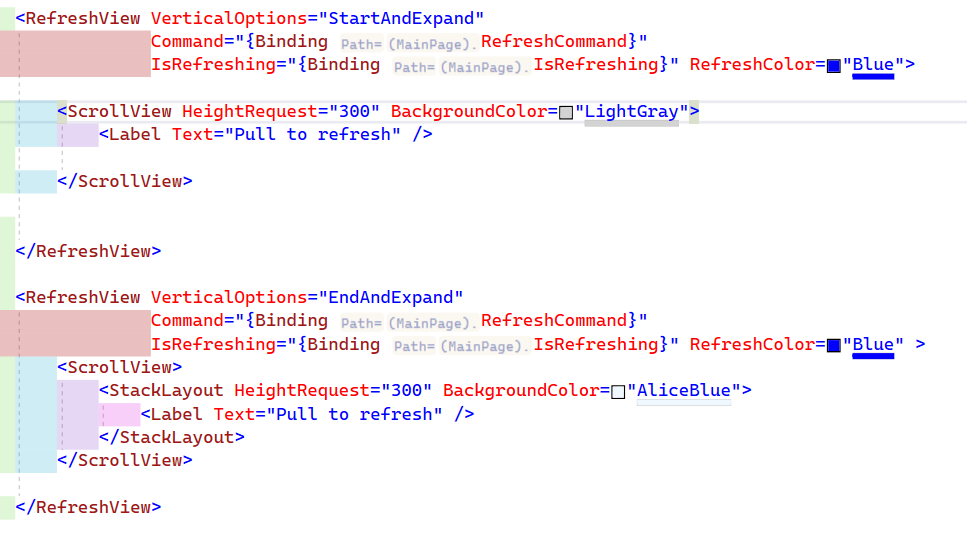 <RefreshView VerticalOptions="StartAndExpand"
Command="{Binding Path= (MainPage). RefreshCommand}"
IsRefreshing="{Binding Path= (MainPage). IsRefreshing}" RefreshColor="Blue">
<ScrollView HeightRequest="300" BackgroundColor="LightGray">
<Label Text="Pull to refresh" />
</ScrollView>
</RefreshView>
<RefreshView VerticalOptions="EndAndExpand"
Command="{Binding Path= (MainPage). RefreshCommand}"
IsRefreshing="{Binding Path= (MainPage). IsRefreshing}" RefreshColor="Blue" >
<ScrollView>
<StackLayout HeightRequest="300" BackgroundColor="AliceBlue">
<Label Text="Pull to refresh" />
</StackLayout>
</ScrollView>
</RefreshView>